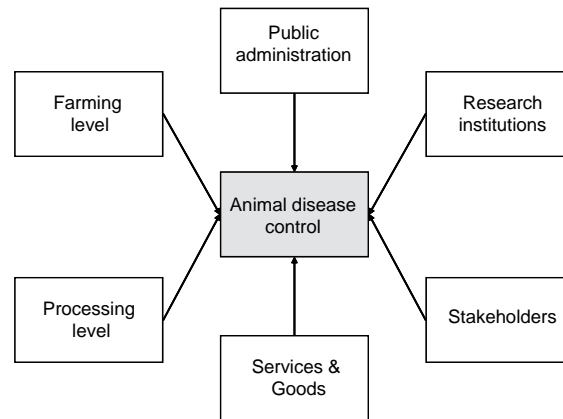 Public
administration
Farming
level
Research
institutions
Animal disease
control
Processing
level
Stakeholders
Services &
Goods